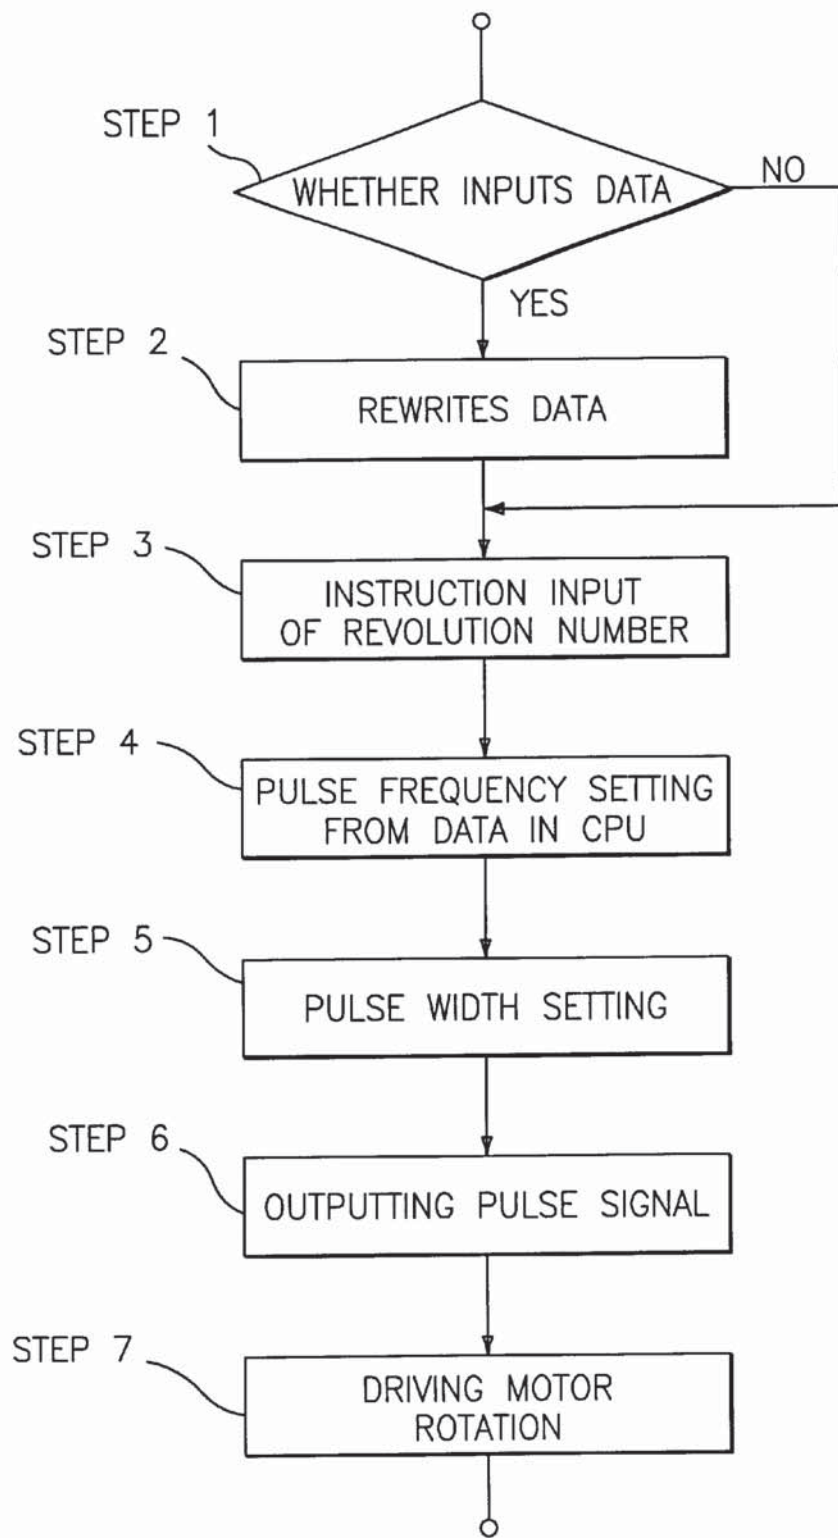 STEP 1
WHETHER INPUTS DATA
NO
YES
STEP 2
REWRITES DATA
STEP 3
INSTRUCTION INPUT
OF REVOLUTION NUMBER
STEP 4
PULSE FREQUENCY SETTING
FROM DATA IN CPU
STEP 5
PULSE WIDTH SETTING
STEP 6
OUTPUTTING PULSE SIGNAL
STEP 7
DRIVING MOTOR
ROTATION